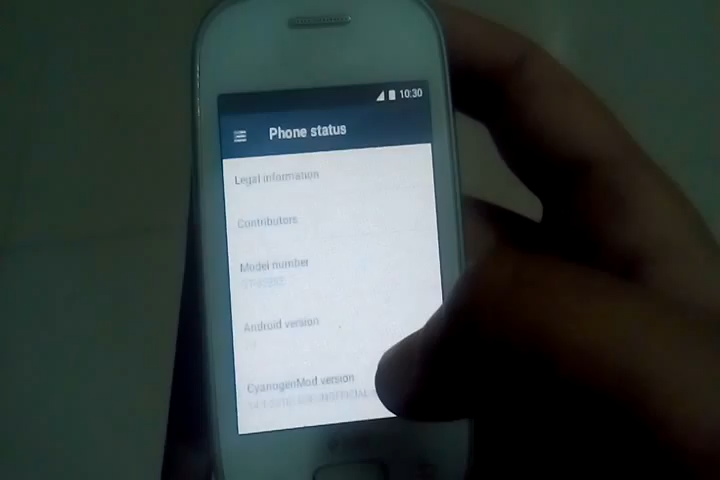 10:30
Phone status
Legal information
Contributors
Model number
Android version
CyanogenMod version